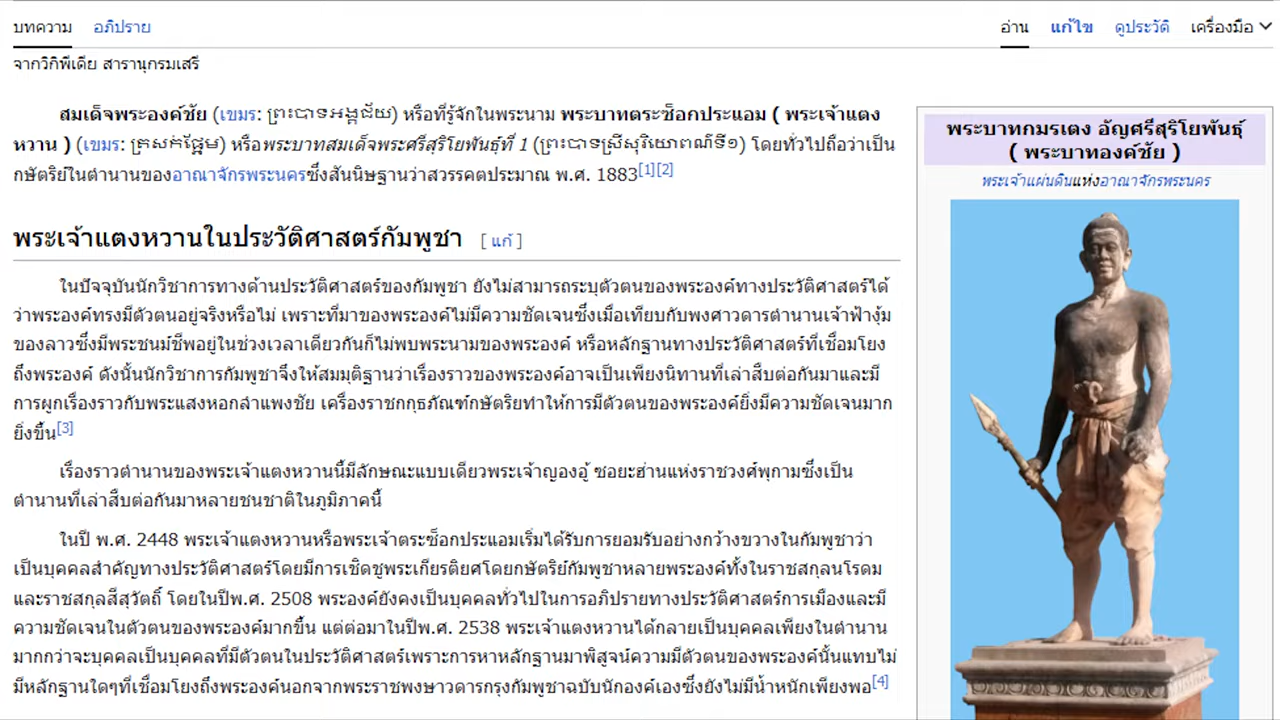 บทความ อภิปราย อ่าน แก้ไข ดูประวัติ เครื่องมือ
จากวิกิพีเดีย สารานุกรมเสรี
สมเด็จพระองค์ชัย (เขมร: ព្រះបាទអង្គជ័យ) หรือที่รู้จักในพระนาม พระบาทตระซ็อกประแอม ( พระเจ้าแตง
หวาน ) (เขมร: ត្រសក់ផ្អែម) หรือพระบาทสมเด็จพระศรีสุริโยพันธุ์ที่ 1 (ព្រះបាទស្រីសុរិយោពណ៌ទី១) โดยทั่วไปถือว่าเป็น
กษัตริย์ในตำนานของอาณาจักรพระนครซึ่งสันนิษฐานว่าสวรรคตประมาณ พ.ศ. 1883[1][2]
พระเจ้าแตงหวานในประวัติศาสตร์กัมพูชา [ แก้ ]
ในปัจจุบันนักวิชาการทางด้านประวัติศาสตร์ของกัมพูชา ยังไม่สามารถระบุตัวตนของพระองค์ทางประวัติศาสตร์ได้
ว่าพระองค์ทรงมีตัวตนอยู่จริงหรือไม่ เพราะที่มาของพระองค์ไม่มีความชัดเจนซึ่งเมื่อเทียบกับพงศาวดารตำนานเจ้าฟ้างุ้ม
ของลาวซึ่งมีพระชนม์ชีพอยู่ในช่วงเวลาเดียวกันก็ไม่พบพระนามของพระองค์ หรือหลักฐานทางประวัติศาสตร์ที่เชื่อมโยง
ถึงพระองค์ ดังนั้นนักวิชาการกัมพูชาจึงให้สมมุติฐานว่าเรื่องราวของพระองค์อาจเป็นเพียงนิทานที่เล่าสืบต่อกันมาและมี
การผูกเรื่องราวกับพระแสงหอกลำแพงชัย เครื่องราชกกุธภัณฑ์กษัตริยทำให้การมีตัวตนของพระองค์ยิ่งมีความชัดเจนมาก
ยิ่งขึ้น[3]
เรื่องราวตำนานของพระเจ้าแตงหวานนี้มีลักษณะแบบเดียวพระเจ้าญองอู้ ซอยะฮ่านแห่งราชวงศ์พุกามซึ่งเป็น
ตำนานที่เล่าสืบต่อกันมาหลายชนชาติในภูมิภาคนี้
ในปี พ.ศ. 2448 พระเจ้าแตงหวานหรือพระเจ้าตระซ็อกประแอมเริ่มได้รับการยอมรับอย่างกว้างขวางในกัมพูชาว่า
เป็นบุคคลสำคัญทางประวัติศาสตร์โดยมีการเชิดชูพระเกียรติยศโดยกษัตริย์กัมพูชาหลายพระองค์ทั้งในราชสกุลนโรดม
และราชสกุลสีสุวัตถิ์ โดยในปีพ.ศ. 2508 พระองค์ยังคงเป็นบุคคลทั่วไปในการอภิปรายทางประวัติศาสตร์การเมืองและมี
ความชัดเจนในตัวตนของพระองค์มากขึ้น แต่ต่อมาในปีพ.ศ. 2538 พระเจ้าแตงหวานได้กลายเป็นบุคคลเพียงในตำนาน
มากกว่าจะบุคคลเป็นบุคคลที่มีตัวตนในประวัติศาสตร์เพราะการหาหลักฐานมาพิสูจน์ความมีตัวตนของพระองค์นั้นแทบไม่
มีหลักฐานใดๆที่เชื่อมโยงถึงพระองค์นอกจากพระราชพงษาวดารกรุงกัมพูชาฉบับนักองค์เองซึ่งยังไม่มีน้ำหนักเพียงพอ[4]
พระบาทกมรเตง อัญศรีสุริโยพันธุ์
( พระบาทองค์ชัย )
พระเจ้าแผ่นดินแห่งอาณาจักรพระนคร